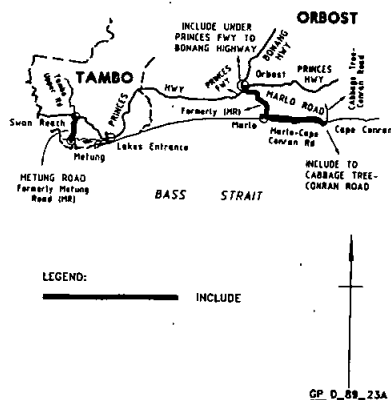 ORBOST
INCLUDE UNDER
PRINCES FWY TO
BONANG HIGHWAY
BONANG
HWY
TAMBO
Upper Rd
PRINCES
HWY
PRINCES
FWY
Orbost
PRINCES
HWY
Cabbage Tree-
Conran Road
Formerly (MR)
MARLO ROAD
Swan Reach
Marlo
Marlo-Cape
Conran Rd
Cape Conran
Metung
Lakes Entrance
METUNG ROAD
Formerly Metung
Road (MR)
INCLUDE TO
CABBAGE TREE-
CONRAN ROAD
BASS STRAIT
LEGEND:
INCLUDE
GP D_89_23A